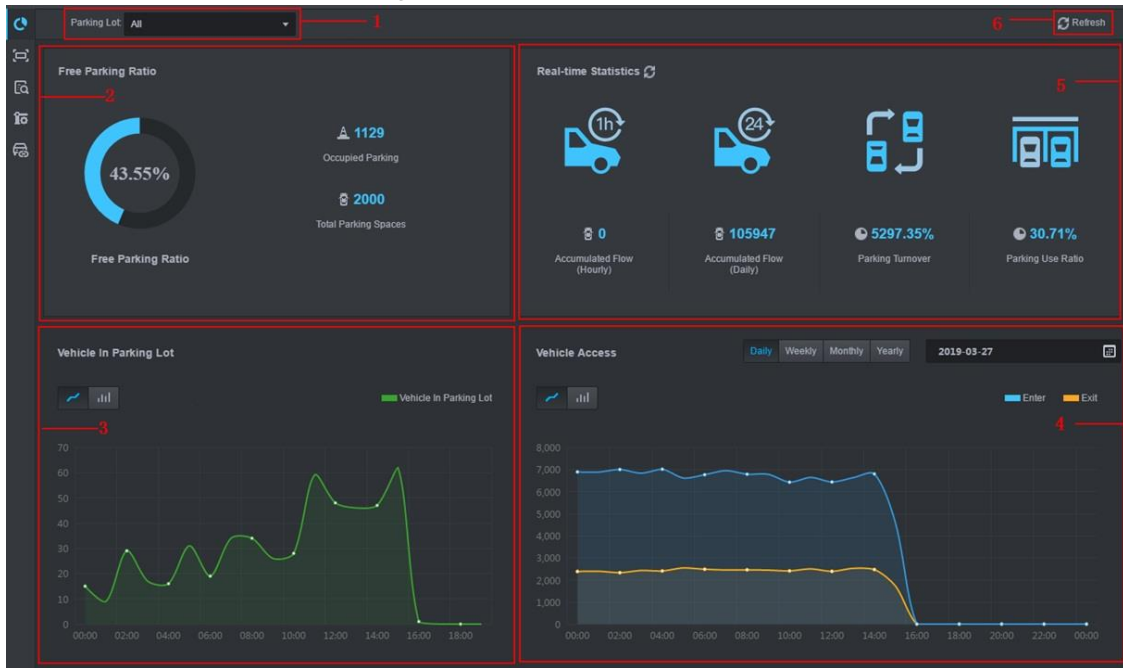 Parking Lot: All
1
6
Refresh
Free Parking Ratio
2
43.55%
1129
Occupied Parking
2000
Total Parking Spaces
Free Parking Ratio
Real-time Statistics
5
1h
24
0
Accumulated Flow
(Hourly)
105947
Accumulated Flow
(Daily)
5297.35%
Parking Turnover
30.71%
Parking Use Ratio
Vehicle In Parking Lot
Vehicle In Parking Lot
3
70
60
50
40
30
20
10
0
00:00 02:00 04:00 06:00 08:00 10:00 12:00 14:00 16:00 18:00
Vehicle Access
Daily Weekly Monthly Yearly
2019-03-27
Enter Exit
4
8,000
7,000
6,000
5,000
4,000
3,000
2,000
1,000
0
00:00 02:00 04:00 06:00 08:00 10:00 12:00 14:00 16:00 18:00 20:00 22:00 00:00